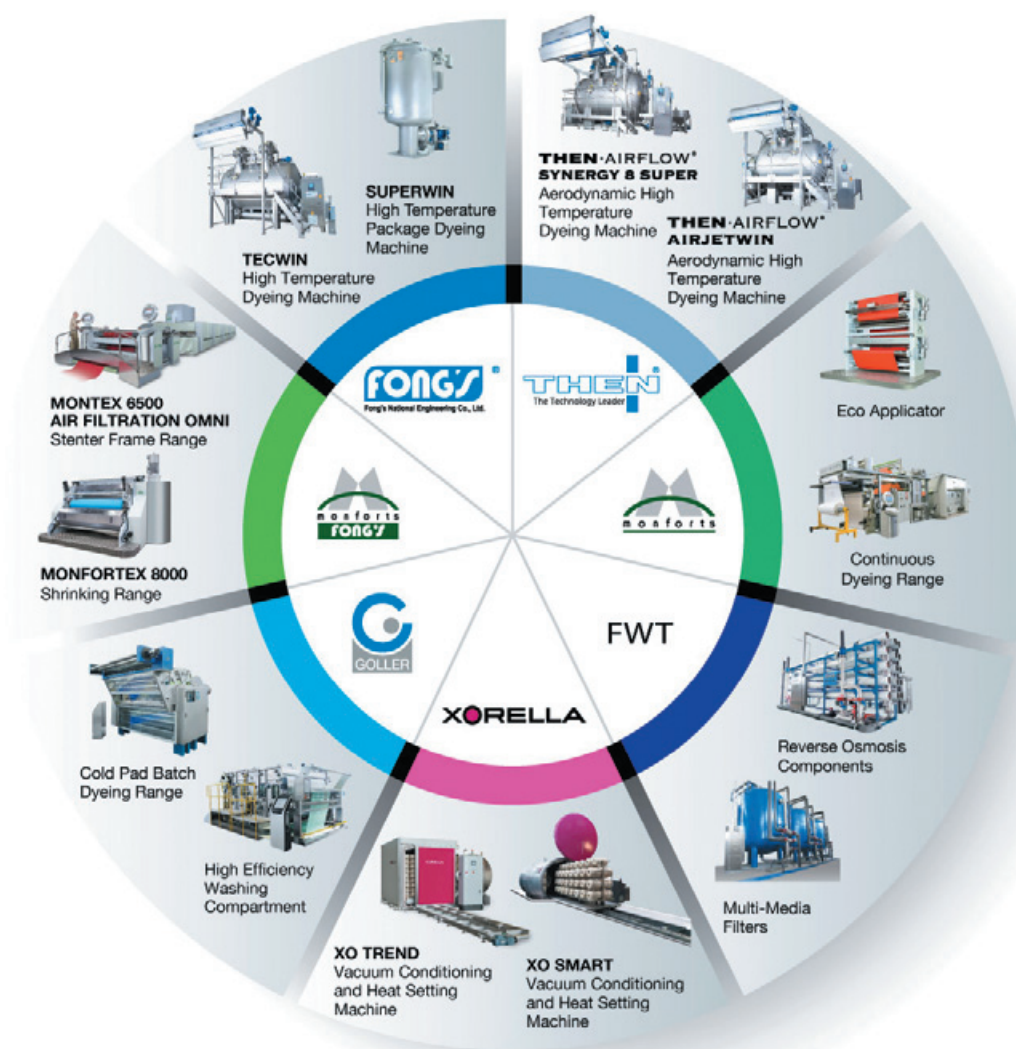 SUPERWIN
High Temperature
Package Dyeing
Machine
TECWIN
High Temperature
Dyeing Machine
THEN·AIRFLOW®
SYNERGY 8 SUPER
Aerodynamic High
Temperature
Dyeing Machine
THEN·AIRFLOW®
AIRJETWIN
Aerodynamic High
Temperature
Dyeing Machine
MONTEX 6500
AIR FILTRATION OMNI
Stenter Frame Range
MONFORTEX 8000
Shrinking Range
FONG'S®
Fong's National Engineering Co., Ltd.
THEN®
The Technology Leader
Eco Applicator
Continuous
Dyeing Range
monforts
FONG'S
monforts
GOLLER
FWT
XORELLA
Cold Pad Batch
Dyeing Range
High Efficiency
Washing
Compartment
Reverse Osmosis
Components
Multi-Media
Filters
XORELLA
XO TREND
Vacuum Conditioning
and Heat Setting
Machine
XO SMART
Vacuum Conditioning
and Heat Setting
Machine